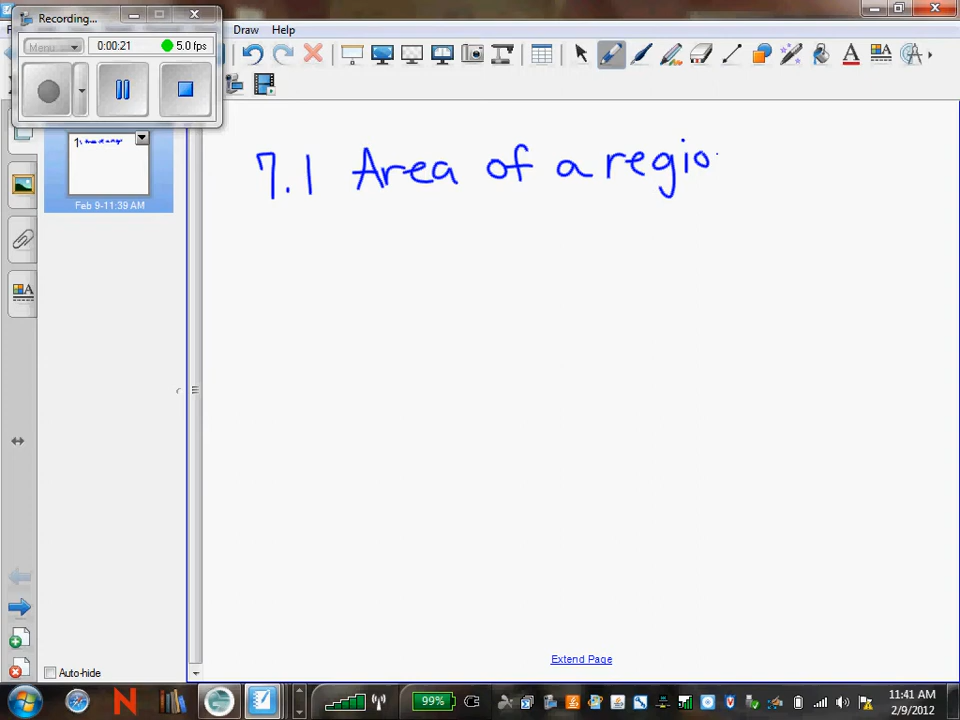 Recording...
Menu
0:00:21
5.0 fps
Draw Help
7.1 Area of a regio
Feb 9-11:39 AM
Extend Page
Auto-hide
99%
11:41 AM
2/9/2012